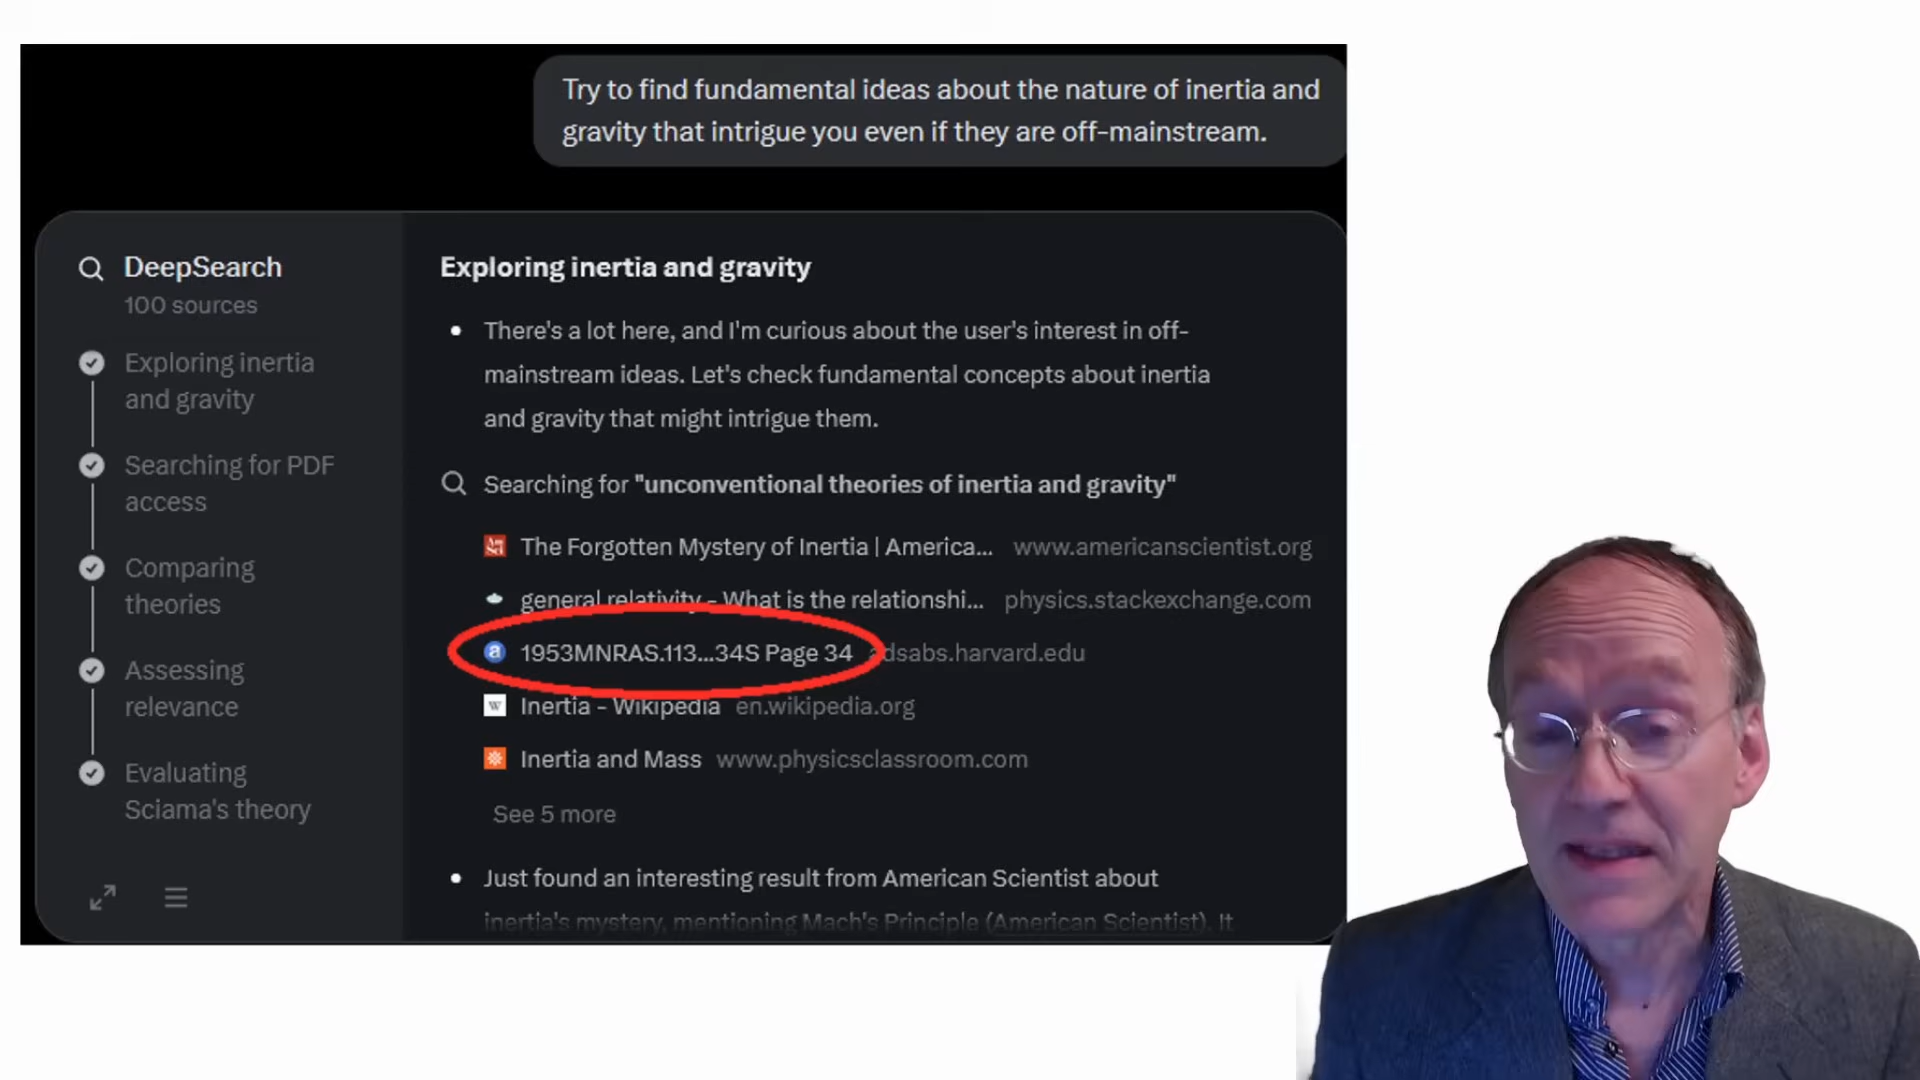 Try to find fundamental ideas about the nature of inertia and
gravity that intrigue you even if they are off-mainstream.
DeepSearch
100 sources
Exploring inertia
and gravity
Searching for PDF
access
Comparing
theories
Assessing
relevance
Evaluating
Sciama's theory
Exploring inertia and gravity
There's a lot here, and I'm curious about the user's interest in off-
mainstream ideas. Let's check fundamental concepts about inertia
and gravity that might intrigue them.
Searching for "unconventional theories of inertia and gravity"
The Forgotten Mystery of Inertia | America... www.americanscientist.org
general relativity - What is the relationshi... physics.stackexchange.com
a 1953MNRAS.113...34S Page 34 adsabs.harvard.edu
W Inertia - Wikipedia en.wikipedia.org
Inertia and Mass www.physicsclassroom.com
See 5 more
Just found an interesting result from American Scientist about
inertia's mystery, mentioning Mach's Principle (American Scientist). It